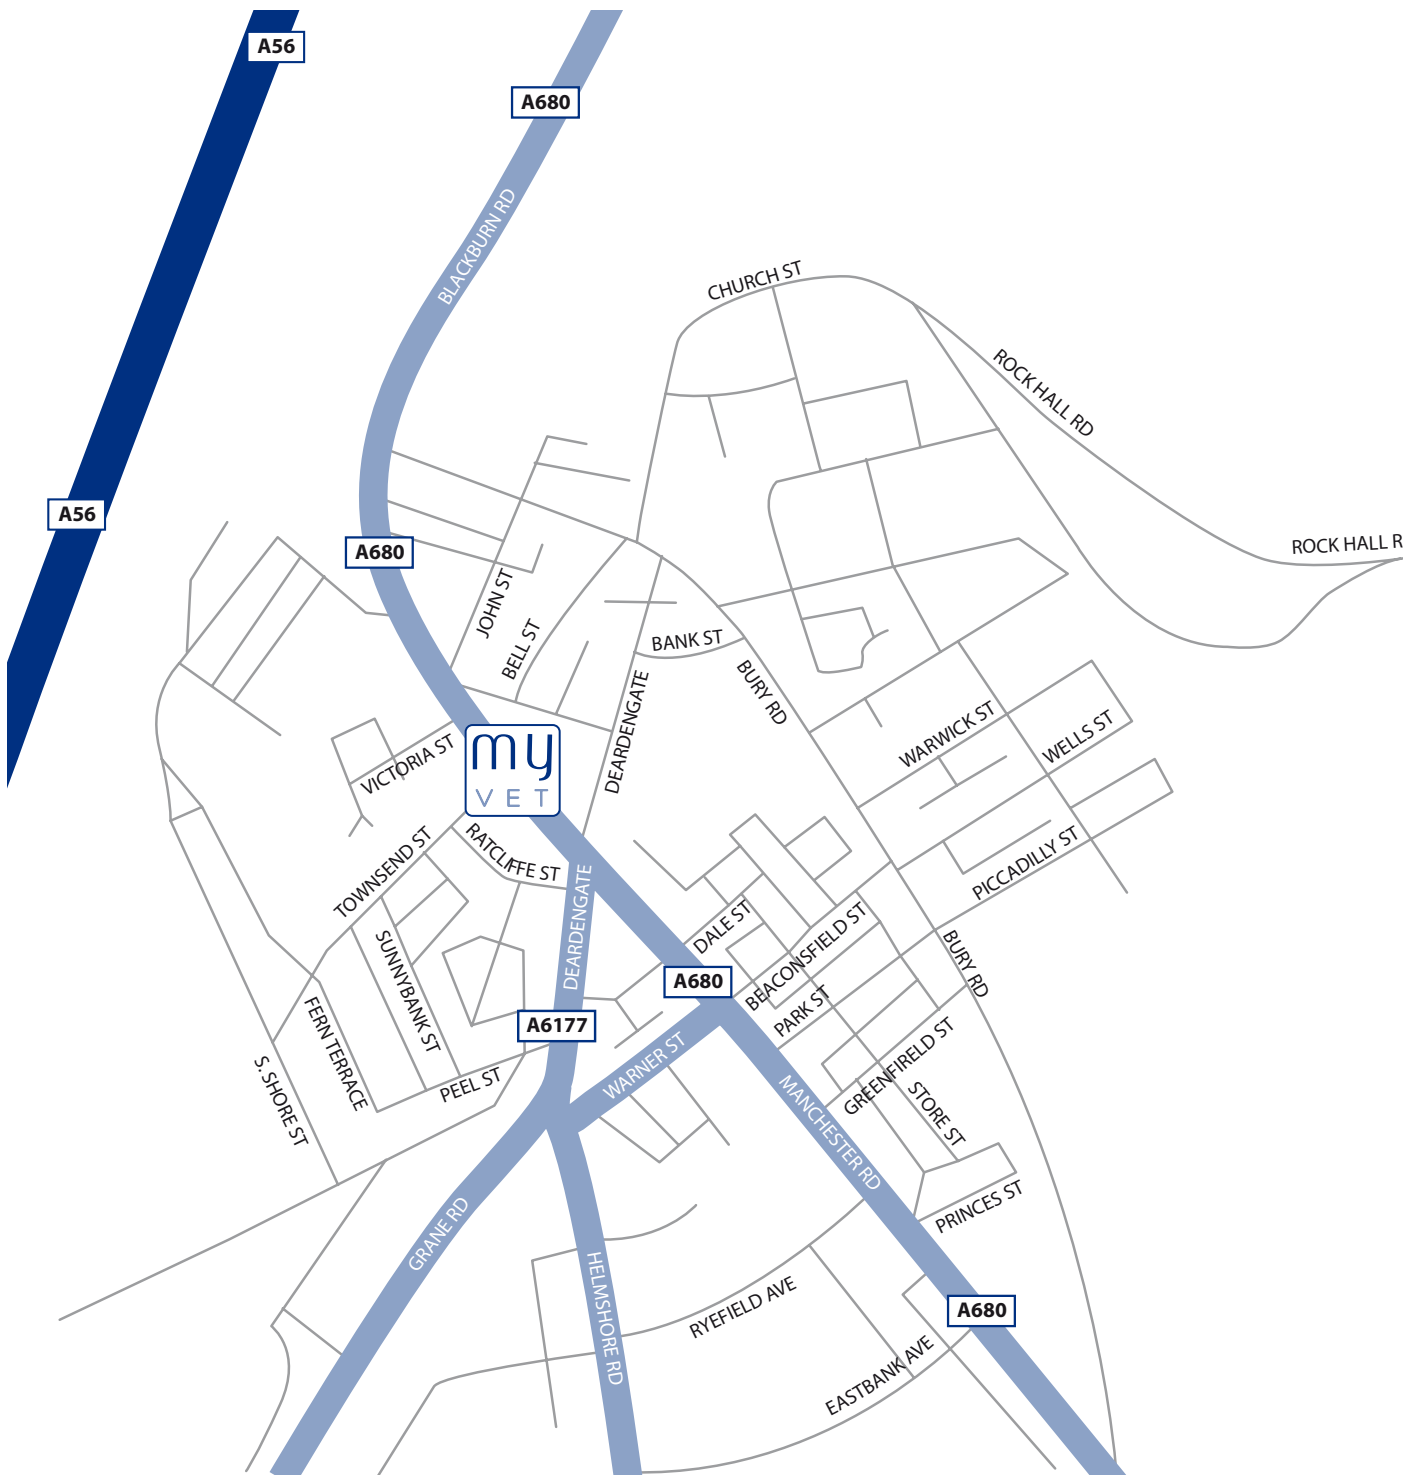 A56
A680
BLACKBURN RD
CHURCH ST
ROCK HALL RD
A56
ROCK HALL R
A680
JOHN ST
BELL ST
BANK ST
BURY RD
DEARDENGATE
WARWICK ST
WELLS ST
VICTORIA ST
my
VET
TOWNSEND ST
RATCLIFFE ST
PICCADILLY ST
DEARDENGATE
DALE ST
BEACONSFIELD ST
BURY RD
SUNNYBANK ST
A680
PARK ST
FERN TERRACE
A6177
WARNER ST
GREENFIRELD ST
S. SHORE ST
PEEL ST
STORE ST
MANCHESTER RD
PRINCES ST
GRANE RD
HELMSHORE RD
RYEFIELD AVE
A680
EASTBANK AVE